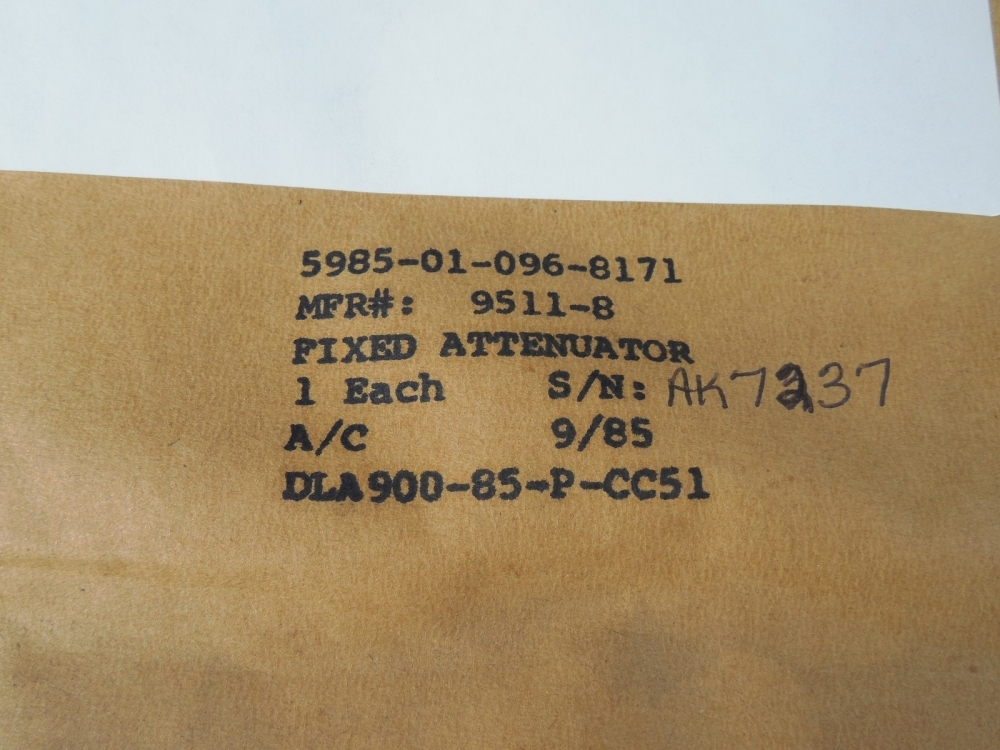 5985-01-096-8171
MFR#: 9511-8
FIXED ATTENUATOR
1 Each S/N: AK7237
A/C 9/85
DLA900-85-P-CC51